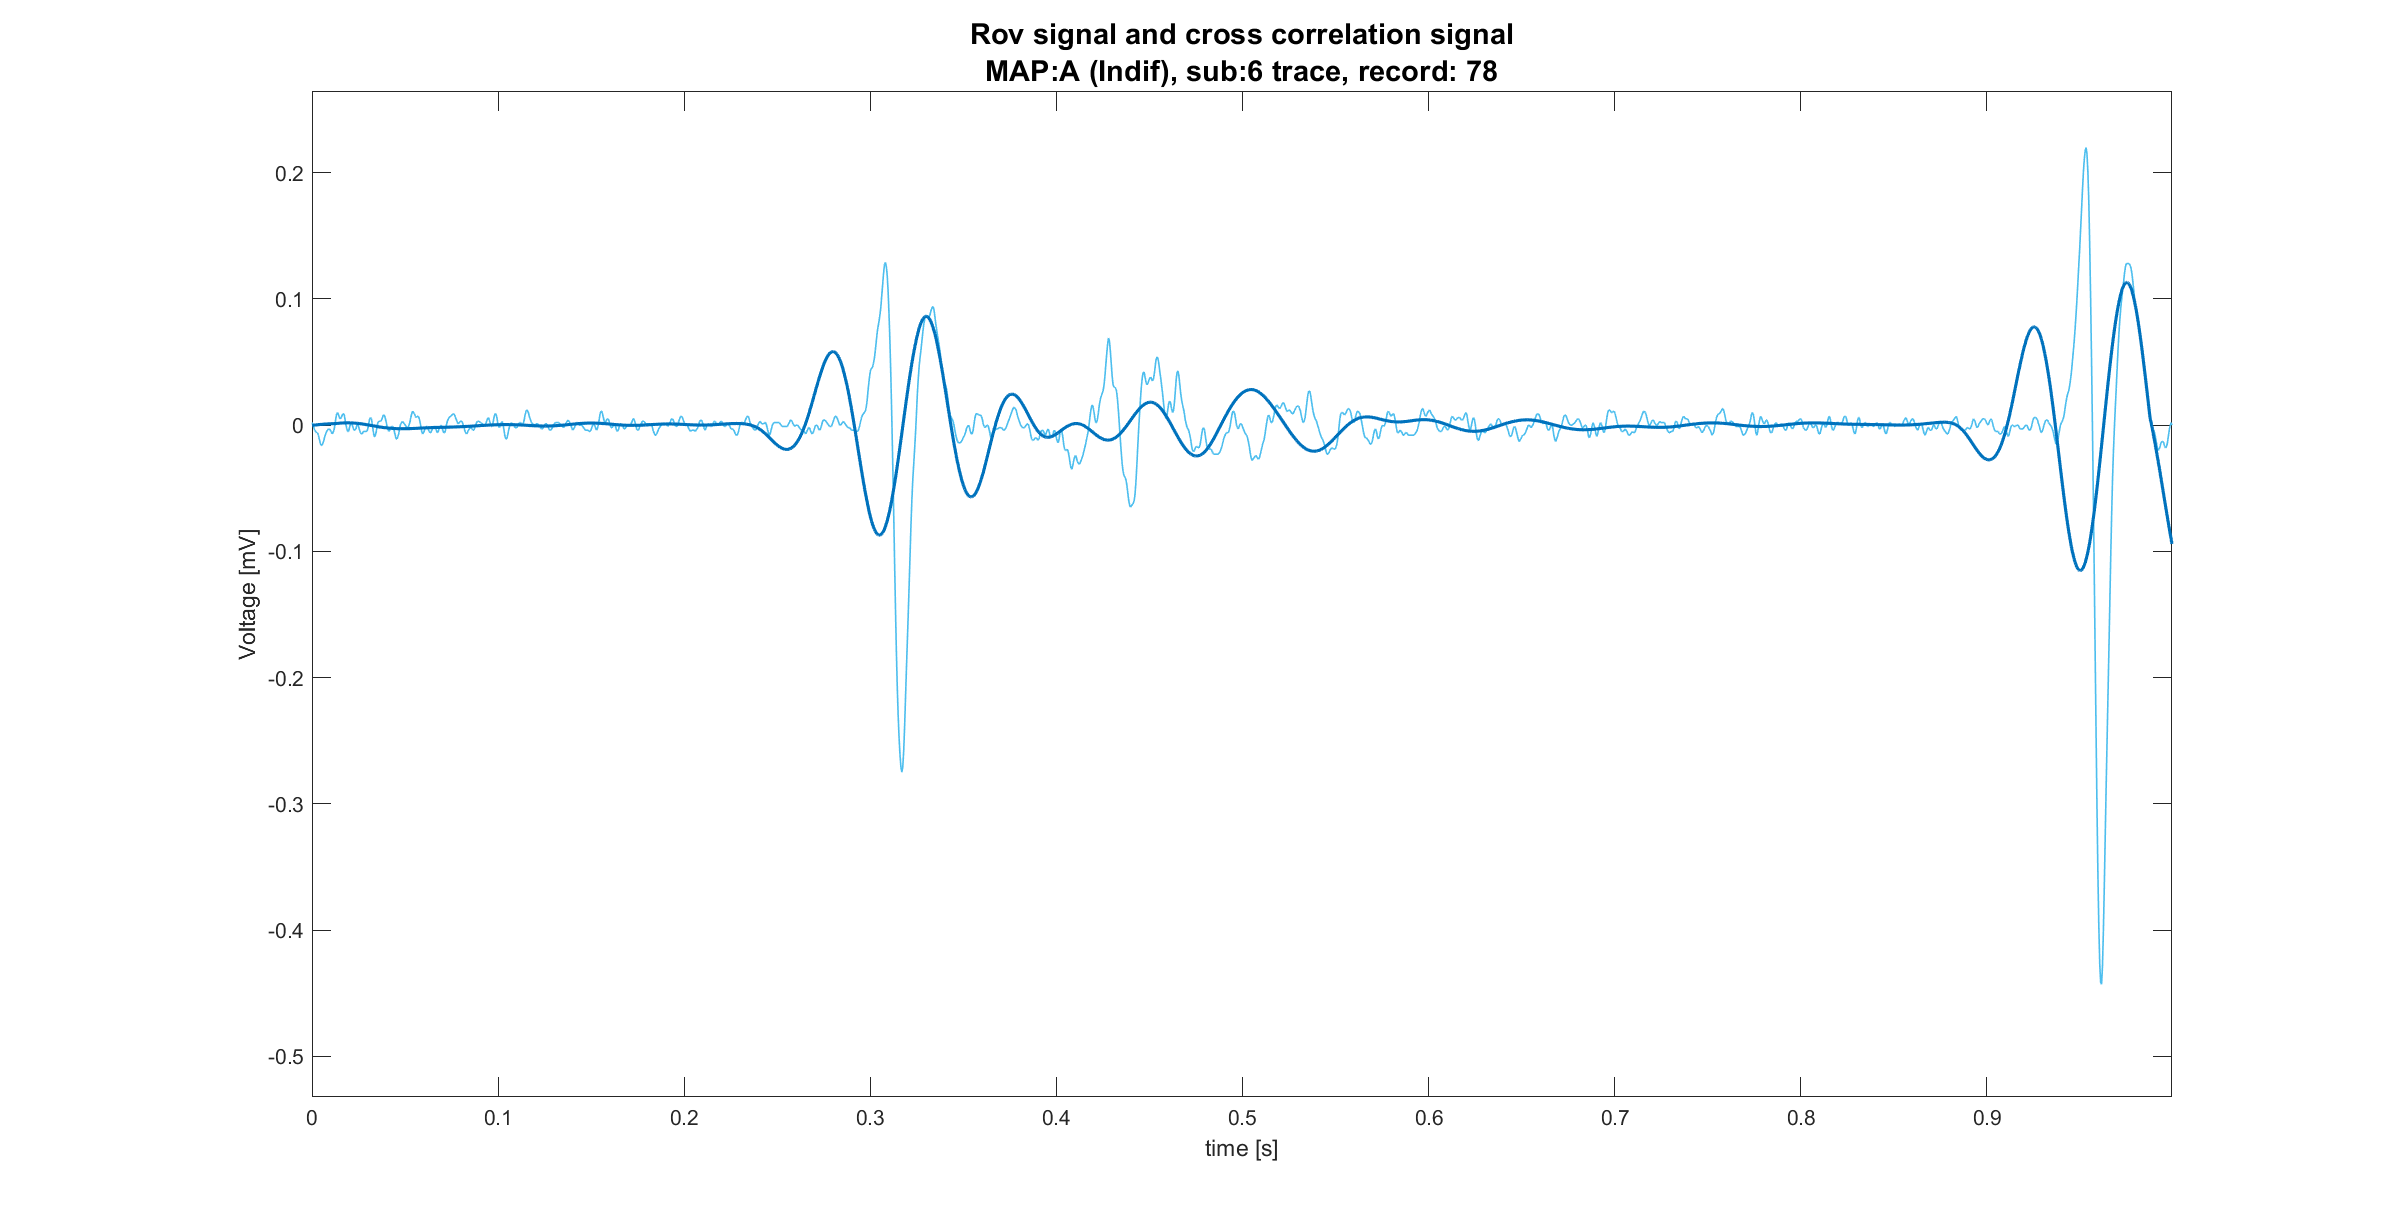 Rov signal and cross correlation signal
MAP:A (Indif), sub:6 trace, record: 78
0.2
0.1
0
-0.1
-0.2
-0.3
-0.4
-0.5
Voltage [mV]
0 0.1 0.2 0.3 0.4 0.5 0.6 0.7 0.8 0.9
time [s]